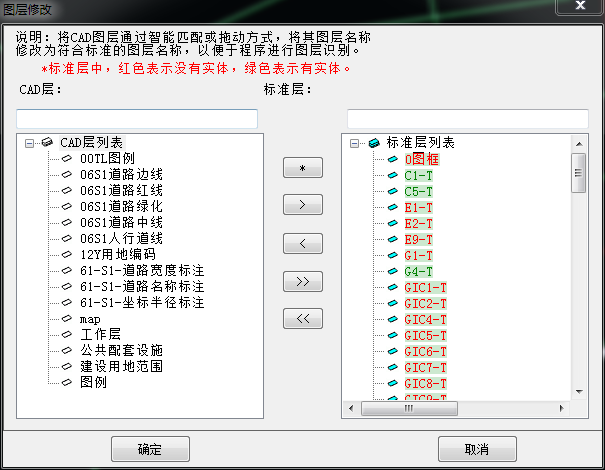 图层修改
说明：将CAD图层通过智能匹配或拖动方式，将其图层名称
修改为符合标准的图层名称，以便于程序进行图层识别。
*标准层中，红色表示没有实体，绿色表示有实体。
CAD层：
标准层：
CAD层列表
00TL图例
06S1道路边线
06S1道路红线
06S1道路绿化
06S1道路中线
06S1人行道线
12Y用地编码
61-S1-道路宽度标注
61-S1-道路名称标注
61-S1-坐标半径标注
map
工作层
公共配套设施
建设用地范围
图例
*
>
<
>>
<<
标准层列表
0图框
C1-T
C5-T
E1-T
E2-T
E9-T
G1-T
G4-T
GIC1-T
GIC2-T
GIC4-T
GIC5-T
GIC6-T
GIC7-T
GIC8-T
GIC9-T
确定
取消